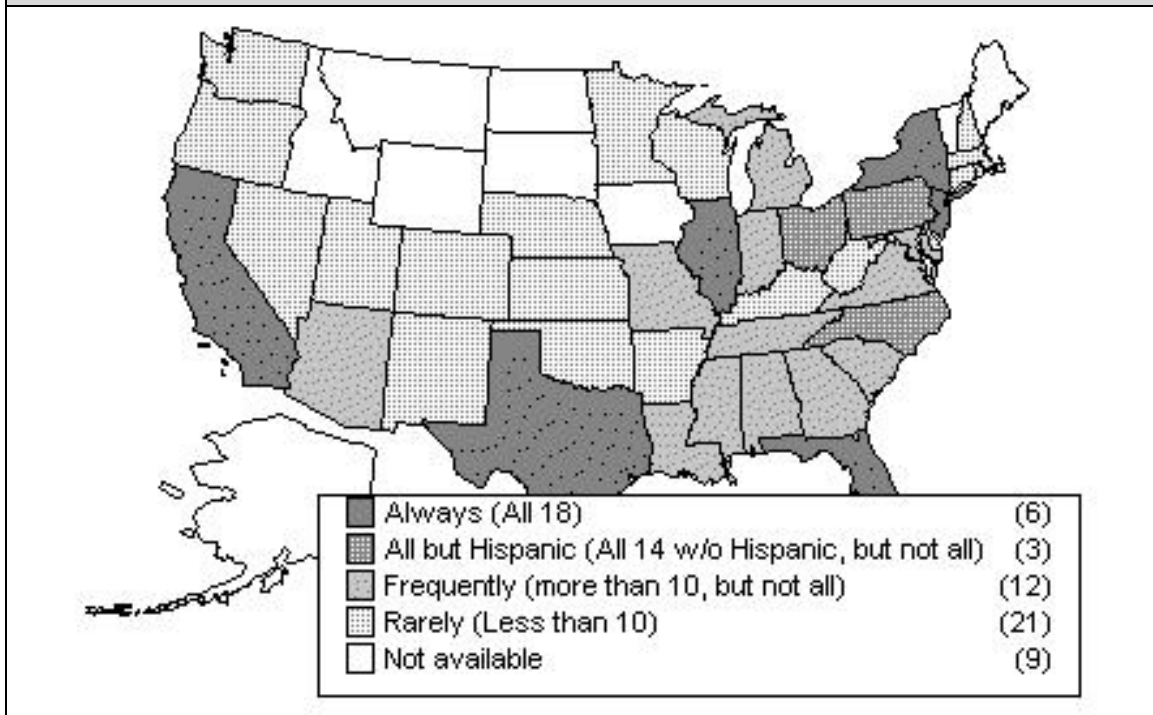 Always (All 18) (6)
All but Hispanic (All 14 w/o Hispanic, but not all) (3)
Frequently (more than 10, but not all) (12)
Rarely (Less than 10) (21)
Not available (9)